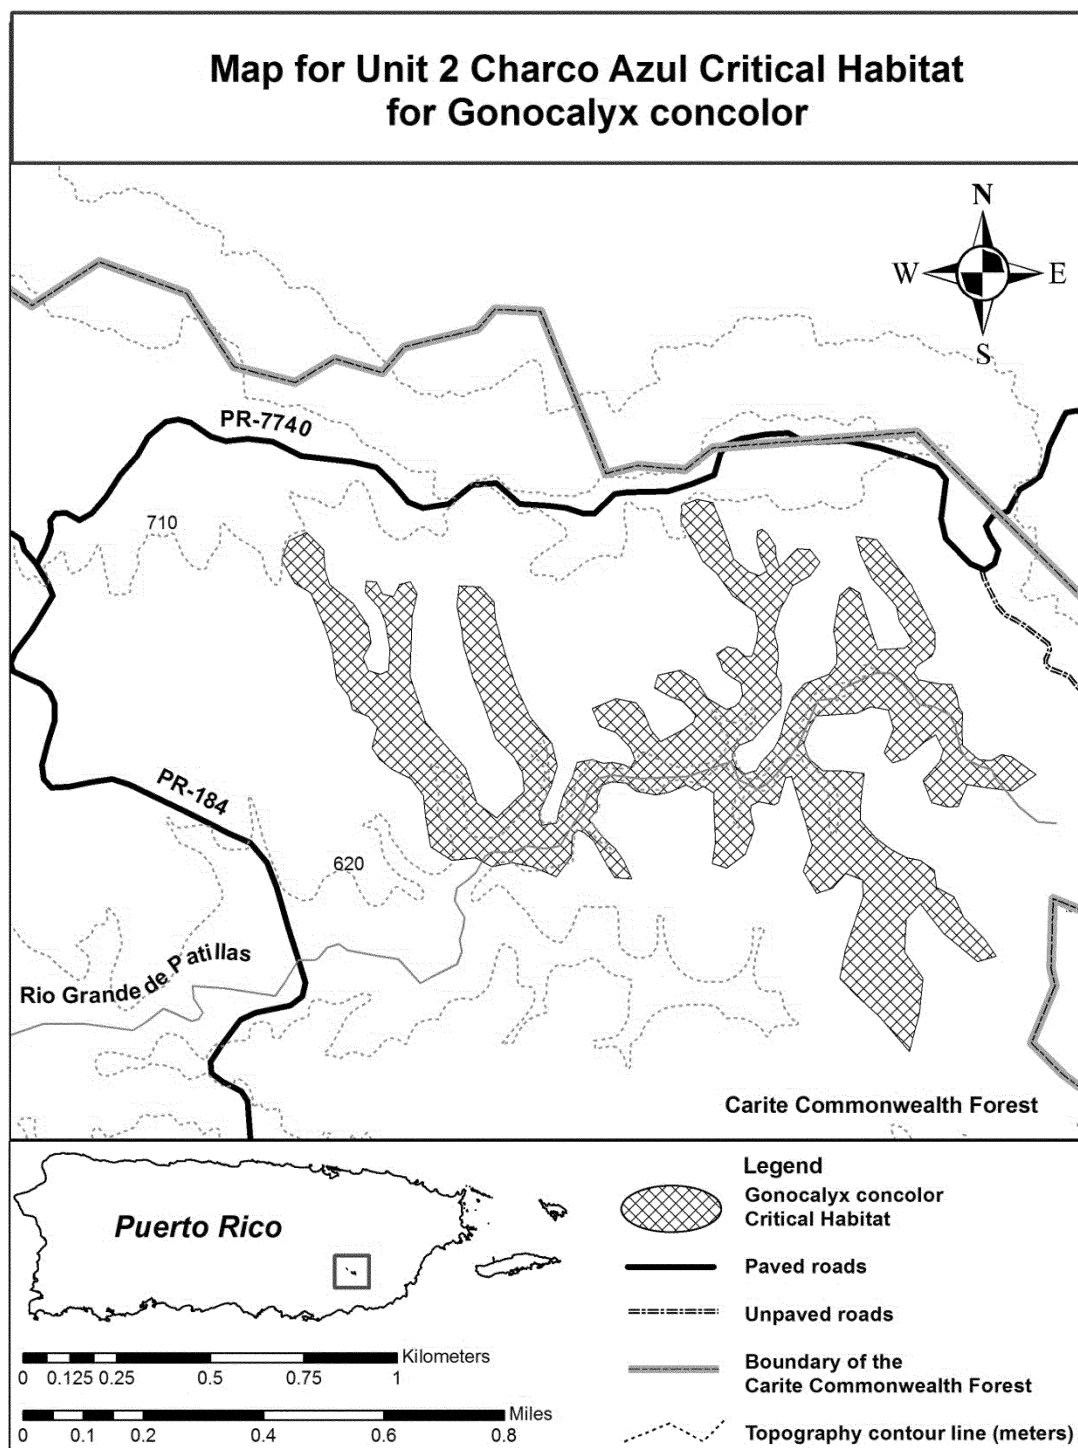 Map for Unit 2 Charco Azul Critical Habitat
for Gonocalyx concolor
N
W
E
S
PR-7740
710
PR-184
620
Rio Grande de Patillas
Carite Commonwealth Forest
Puerto Rico
Kilometers
0 0.125 0.25 0.5 0.75 1
Miles
0 0.1 0.2 0.4 0.6 0.8
Legend
Gonocalyx concolor
Critical Habitat
Paved roads
Unpaved roads
Boundary of the
Carite Commonwealth Forest
Topography contour line (meters)